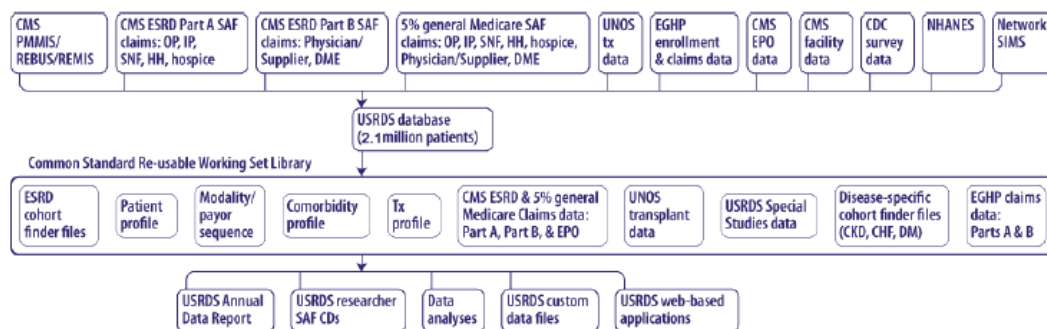 CMS
PMMIS/
REBUS/REMIS
CMS ESRD Part A SAF
claims: OP, IP,
SNF, HH, hospice
CMS ESRD Part B SAF
claims: Physician/
Supplier, DME
5% general Medicare SAF
claims: OP, IP, SNF, HH, hospice,
Physician/Supplier, DME
UNOS
tx
data
EGHP
enrollment
& claims data
CMS
EPO
data
CMS
facility
data
CDC
survey
data
NHANES
Network
SIMS
USRDS database
(2.1million patients)
Common Standard Re-usable Working Set Library
ESRD
cohort
finder files
Patient
profile
Modality/
payor
sequence
Comorbidity
profile
Tx
profile
CMS ESRD & 5% general
Medicare Claims data:
Part A, Part B, & EPO
UNOS
transplant
data
USRDS Special
Studies data
Disease-specific
cohort finder files
(CKD, CHF, DM)
EGHP claims
data:
Parts A & B
USRDS Annual
Data Report
USRDS researcher
SAF CDs
Data
analyses
USRDS custom
data files
USRDS web-based
applications